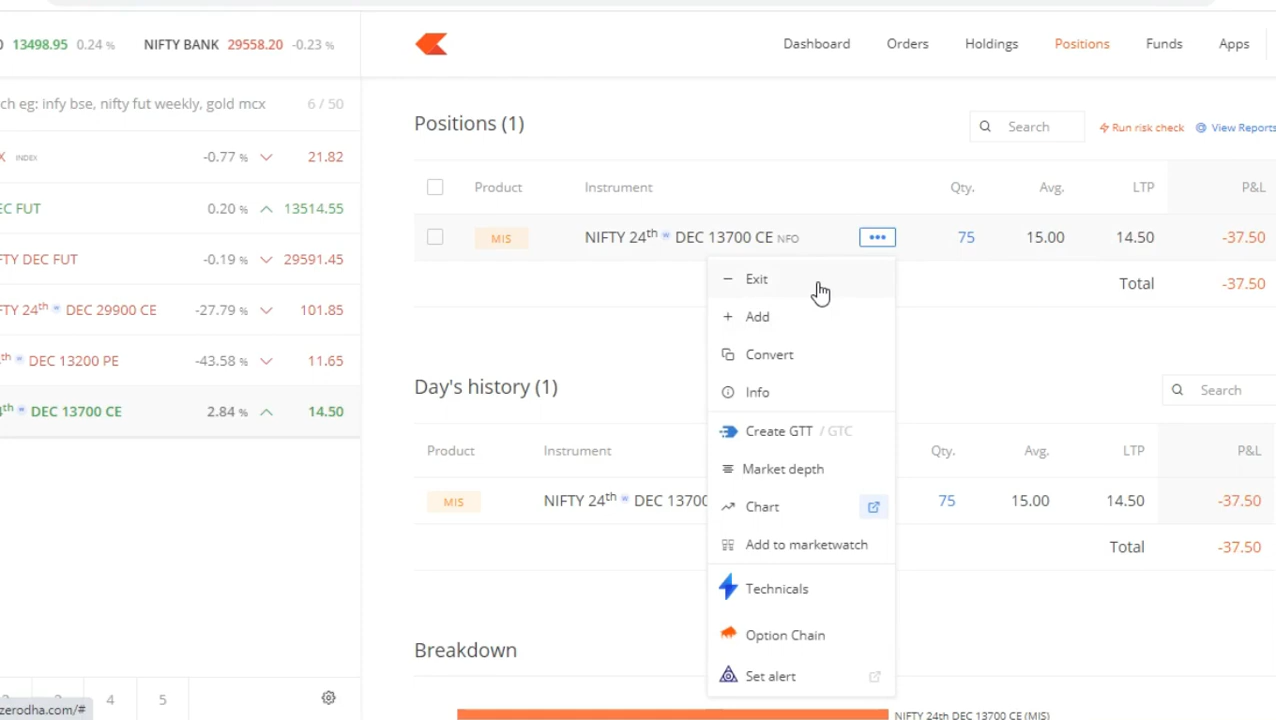 0 13498.95 0.24 % NIFTY BANK 29558.20 -0.23 %
Dashboard Orders Holdings Positions Funds Apps
ch eg: infy bse, nifty fut weekly, gold mcx 6 / 50
X INDEX -0.77 % 21.82
EC FUT 0.20 % 13514.55
FTY DEC FUT -0.19 % 29591.45
TY 24th w DEC 29900 CE -27.79 % 101.85
th w DEC 13200 PE -43.58 % 11.65
4th w DEC 13700 CE 2.84 % 14.50
4 5
zerodha.com/#
Positions (1)
Search Run risk check View Reports
Product Instrument Qty. Avg. LTP P&L
MIS NIFTY 24th w DEC 13700 CE NFO ••• 75 15.00 14.50 -37.50
Total -37.50
Exit
Add
Convert
Info
Create GTT / GTC
Market depth
Chart
Add to marketwatch
Technicals
Option Chain
Set alert
Day's history (1)
Search
Product Instrument Qty. Avg. LTP P&L
MIS NIFTY 24th w DEC 1370 75 15.00 14.50 -37.50
Total -37.50
Breakdown
NIFTY 24th DEC 13700 CE (MIS)